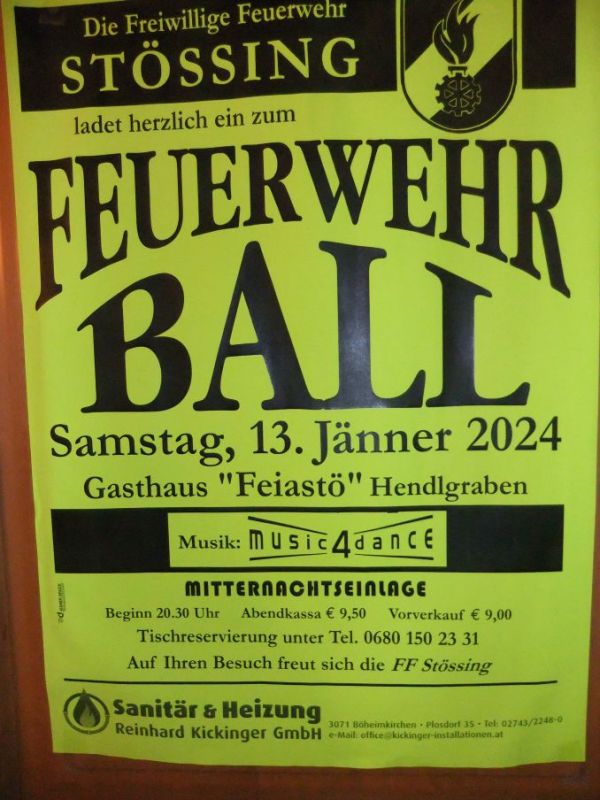 Die Freiwillige Feuerwehr
STÖSSING
ladet herzlich ein zum
FEUERWEHR
BALL
Samstag, 13. Jänner 2024
Gasthaus "Feiastö" Hendlgraben
Musik: music4dance
MITTERNACHTSEINLAGE
Beginn 20.30 Uhr Abendkassa € 9,50 Vorverkauf € 9,00
Tischreservierung unter Tel. 0680 150 23 31
Auf Ihren Besuch freut sich die FF Stössing
Sanitär & Heizung
Reinhard Kickinger GmbH
3071 Böheimkirchen • Plosdorf 35 • Tel: 02743/2248-0
e-Mail: office@kickinger-installationen.at